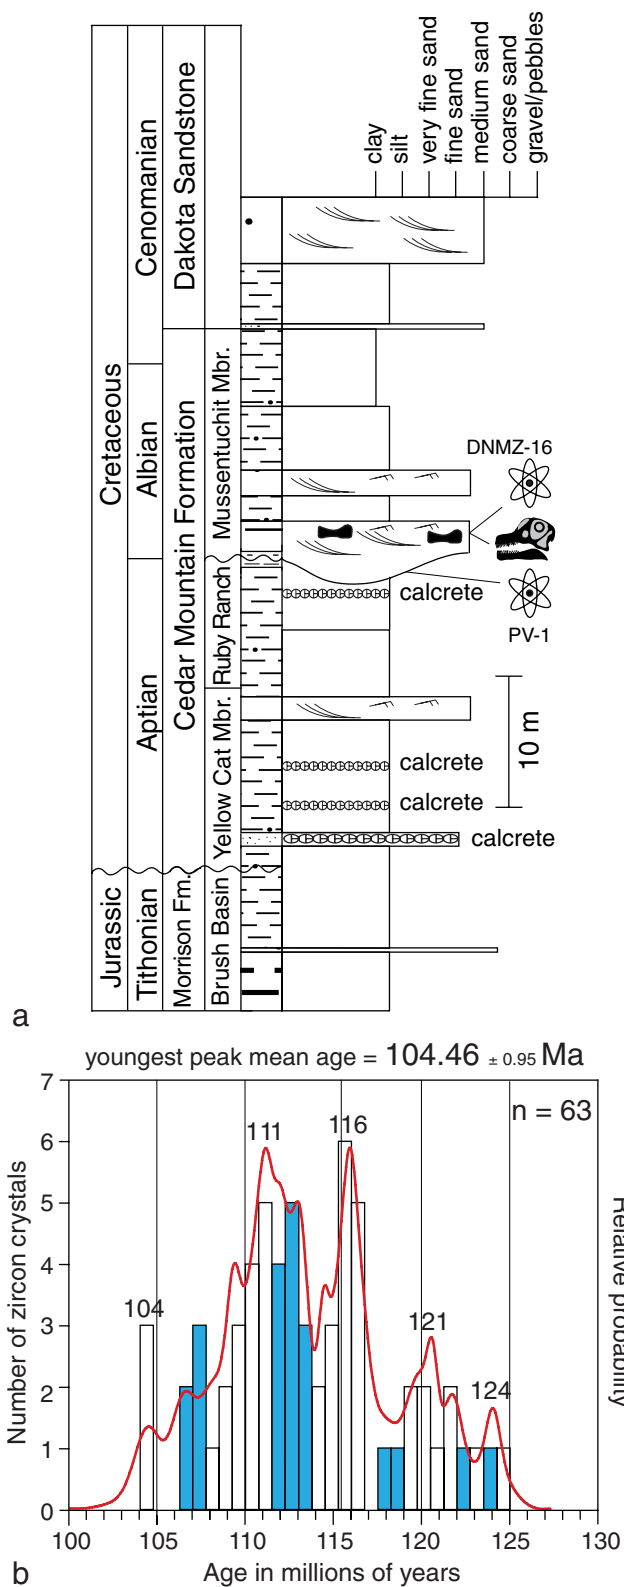 clay
silt
very fine sand
fine sand
medium sand
coarse sand
gravel/pebbles
Cretaceous
Jurassic
Cenomanian
Albian
Aptian
Tithonian
Dakota Sandstone
Cedar Mountain Formation
Morrison Fm.
Mussentuchit Mbr.
Ruby Ranch
Yellow Cat Mbr.
Brush Basin
DNMZ-16
PV-1
calcrete
calcrete
calcrete
calcrete
10 m
a
youngest peak mean age = 104.46 ± 0.95 Ma
n = 63
7
6
5
4
3
2
1
0
Number of zircon crystals
104
111
116
121
124
Relative probability
100
105
110
115
120
125
130
Age in millions of years
b